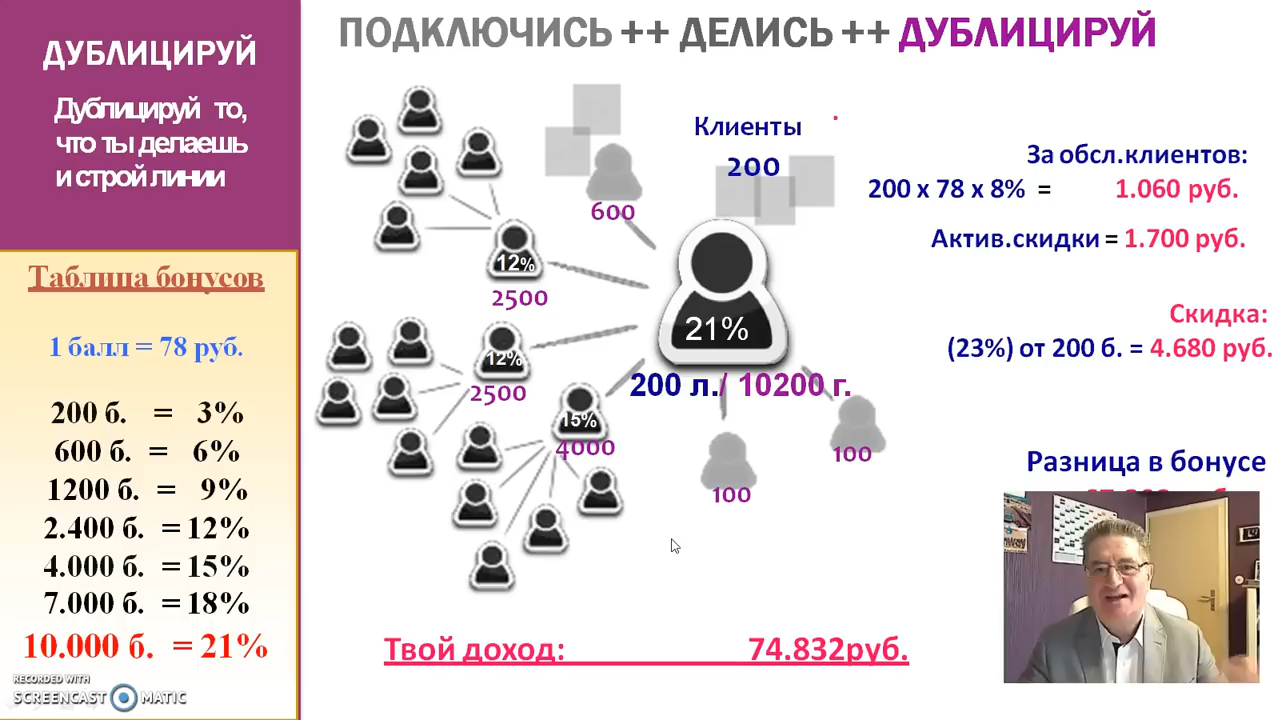 ДУБЛИЦИРУЙ
Дублицируй то,
что ты делаешь
и строй линии
Таблица бонусов
1 балл = 78 руб.
200 б. = 3%
600 б. = 6%
1200 б. = 9%
2.400 б. = 12%
4.000 б. = 15%
7.000 б. = 18%
10.000 б. = 21%
RECORDED WITH
SCREENCAST MATIC
ПОДКЛЮЧИСЬ ++ ДЕЛИСЬ ++ ДУБЛИЦИРУЙ
Клиенты
200
600
12%
2500
12%
2500
15%
4000
21%
200 л./ 10200 г.
100
100
За обсл.клиентов:
200 х 78 х 8% = 1.060 руб.
Актив.скидки = 1.700 руб.
Скидка:
(23%) от 200 б. = 4.680 руб.
Разница в бонусе
Твой доход: 74.832руб.